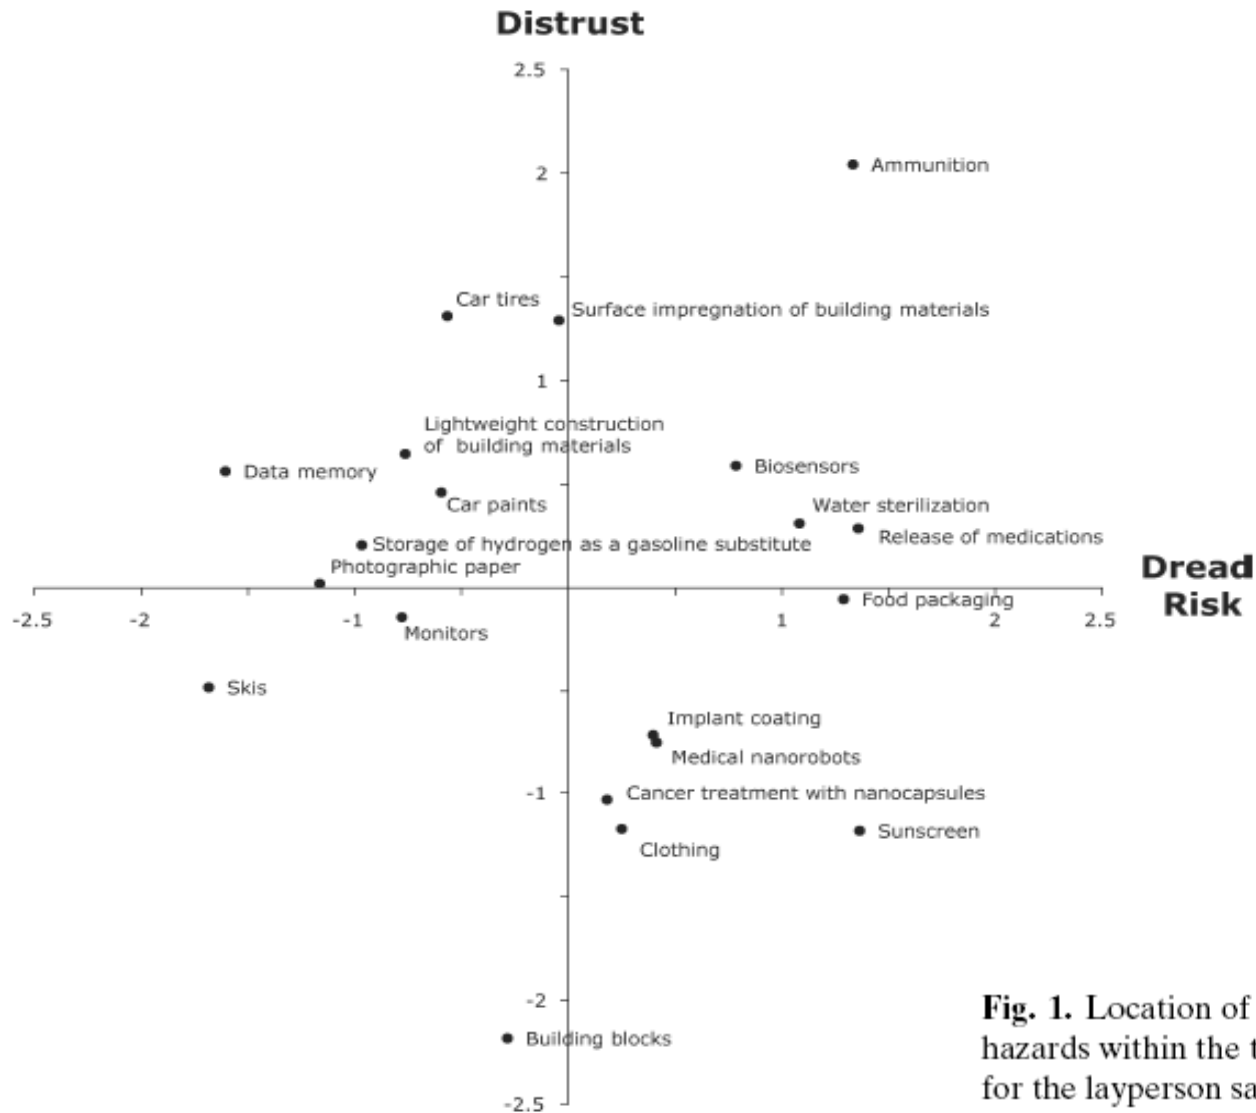 Distrust
2.5
Ammunition
2
Car tires
Surface impregnation of building materials
1
Lightweight construction
of building materials
Data memory
Biosensors
Car paints
Water sterilization
Release of medications
Storage of hydrogen as a gasoline substitute
Photographic paper
Dread
Risk
Food packaging
-2.5 -2 -1 1 2 2.5
Monitors
Skis
Implant coating
Medical nanorobots
-1
Cancer treatment with nanocapsules
Sunscreen
Clothing
-2
Building blocks
-2.5
Fig. 1. Location of
hazards within the t
for the layperson sa